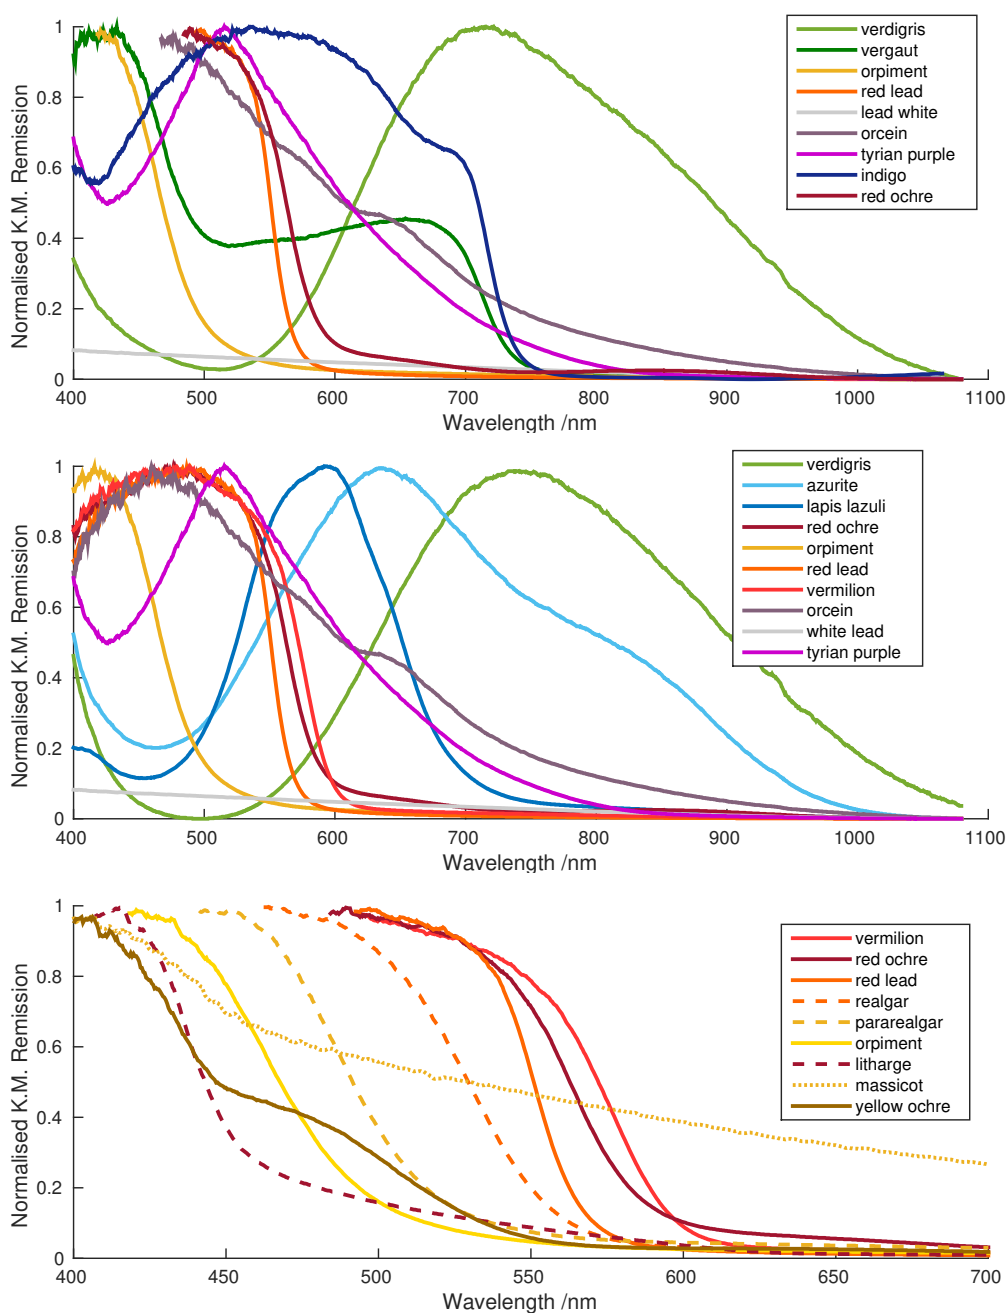 Normalised K.M. Remission
1
0.8
0.6
0.4
0.2
0
400 500 600 700 800 900 1000 1100
Wavelength /nm
verdigris
vergaut
orpiment
red lead
lead white
orcein
tyrian purple
indigo
red ochre
Normalised K.M. Remission
1
0.8
0.6
0.4
0.2
0
400 500 600 700 800 900 1000 1100
Wavelength /nm
verdigris
azurite
lapis lazuli
red ochre
orpiment
red lead
vermilion
orcein
white lead
tyrian purple
Normalised K.M. Remission
1
0.8
0.6
0.4
0.2
0
400 450 500 550 600 650 700
Wavelength /nm
vermilion
red ochre
red lead
realgar
pararealgar
orpiment
litharge
massicot
yellow ochre